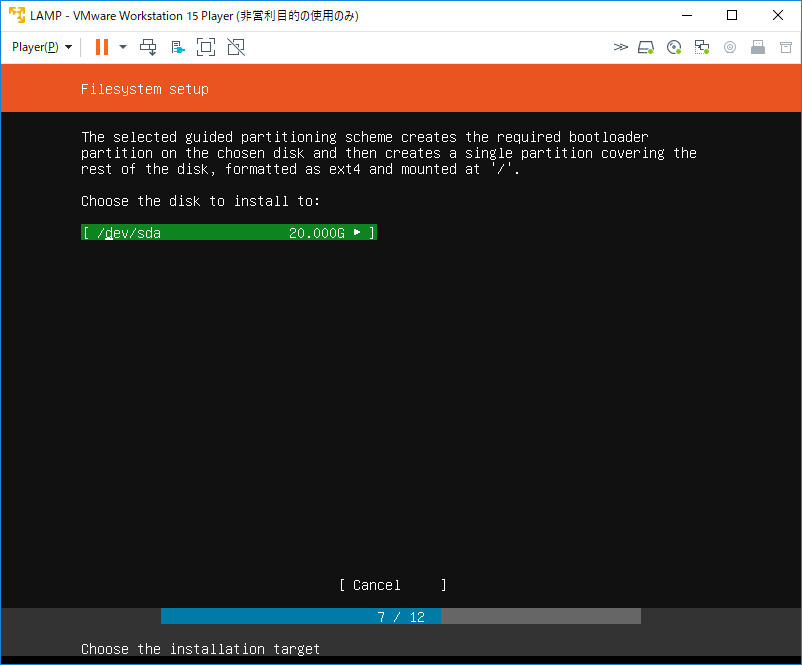 LAMP - VMware Workstation 15 Player (非営利目的の使用のみ)
Player(P)
Filesystem setup
The selected guided partitioning scheme creates the required bootloader
partition on the chosen disk and then creates a single partition covering the
rest of the disk, formatted as ext4 and mounted at '/'.
Choose the disk to install to:
[ /dev/sda 20.000G ► ]
[ Cancel ]
7 / 12
Choose the installation target